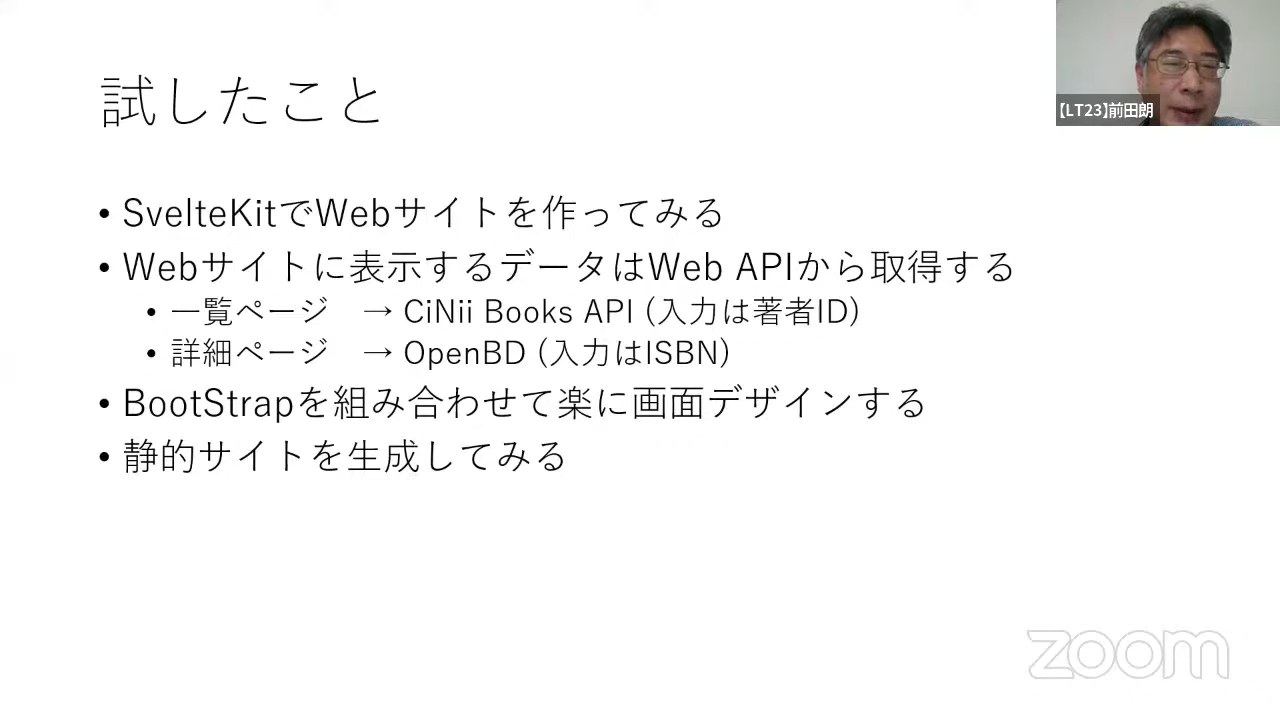 試したこと
【LT23】前田朗
• SvelteKitでWebサイトを作ってみる
• Webサイトに表示するデータはWeb APIから取得する
• 一覧ページ　→ CiNii Books API (入力は著者ID)
• 詳細ページ　→ OpenBD (入力はISBN)
• BootStrapを組み合わせて楽に画面デザインする
• 静的サイトを生成してみる
zoom